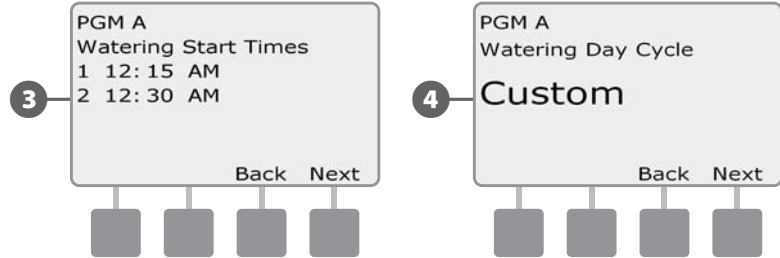 PGM A
Watering Start Times
1 12:15 AM
2 12:30 AM
3
Back Next
PGM A
Watering Day Cycle
4
Custom
Back Next